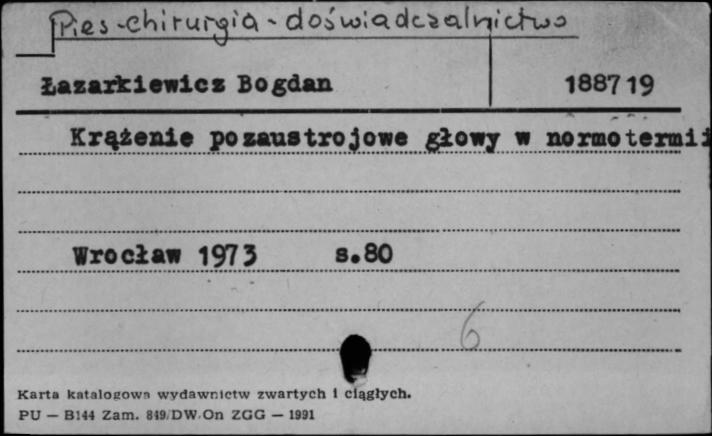 Pies-chirurgia-doświadczalnictwo
Łazarkiewicz Bogdan 188719
Krążenie pozaustrojowe głowy w normotermii
Wrocław 1973 s.80
6
Karta katalogowa wydawnictw zwartych i ciągłych.
PU — B144 Zam. 849/DW.On ZGG — 1991